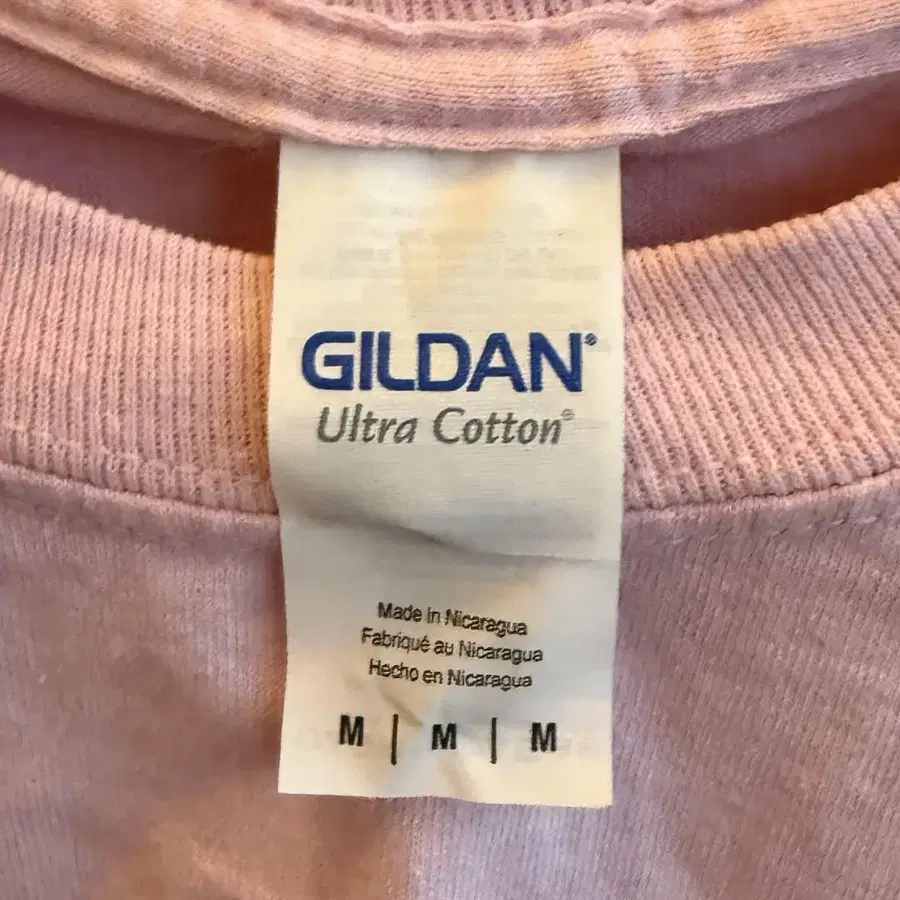 GILDAN®
Ultra Cotton®
Made in Nicaragua
Fabriqué au Nicaragua
Hecho en Nicaragua
M | M | M